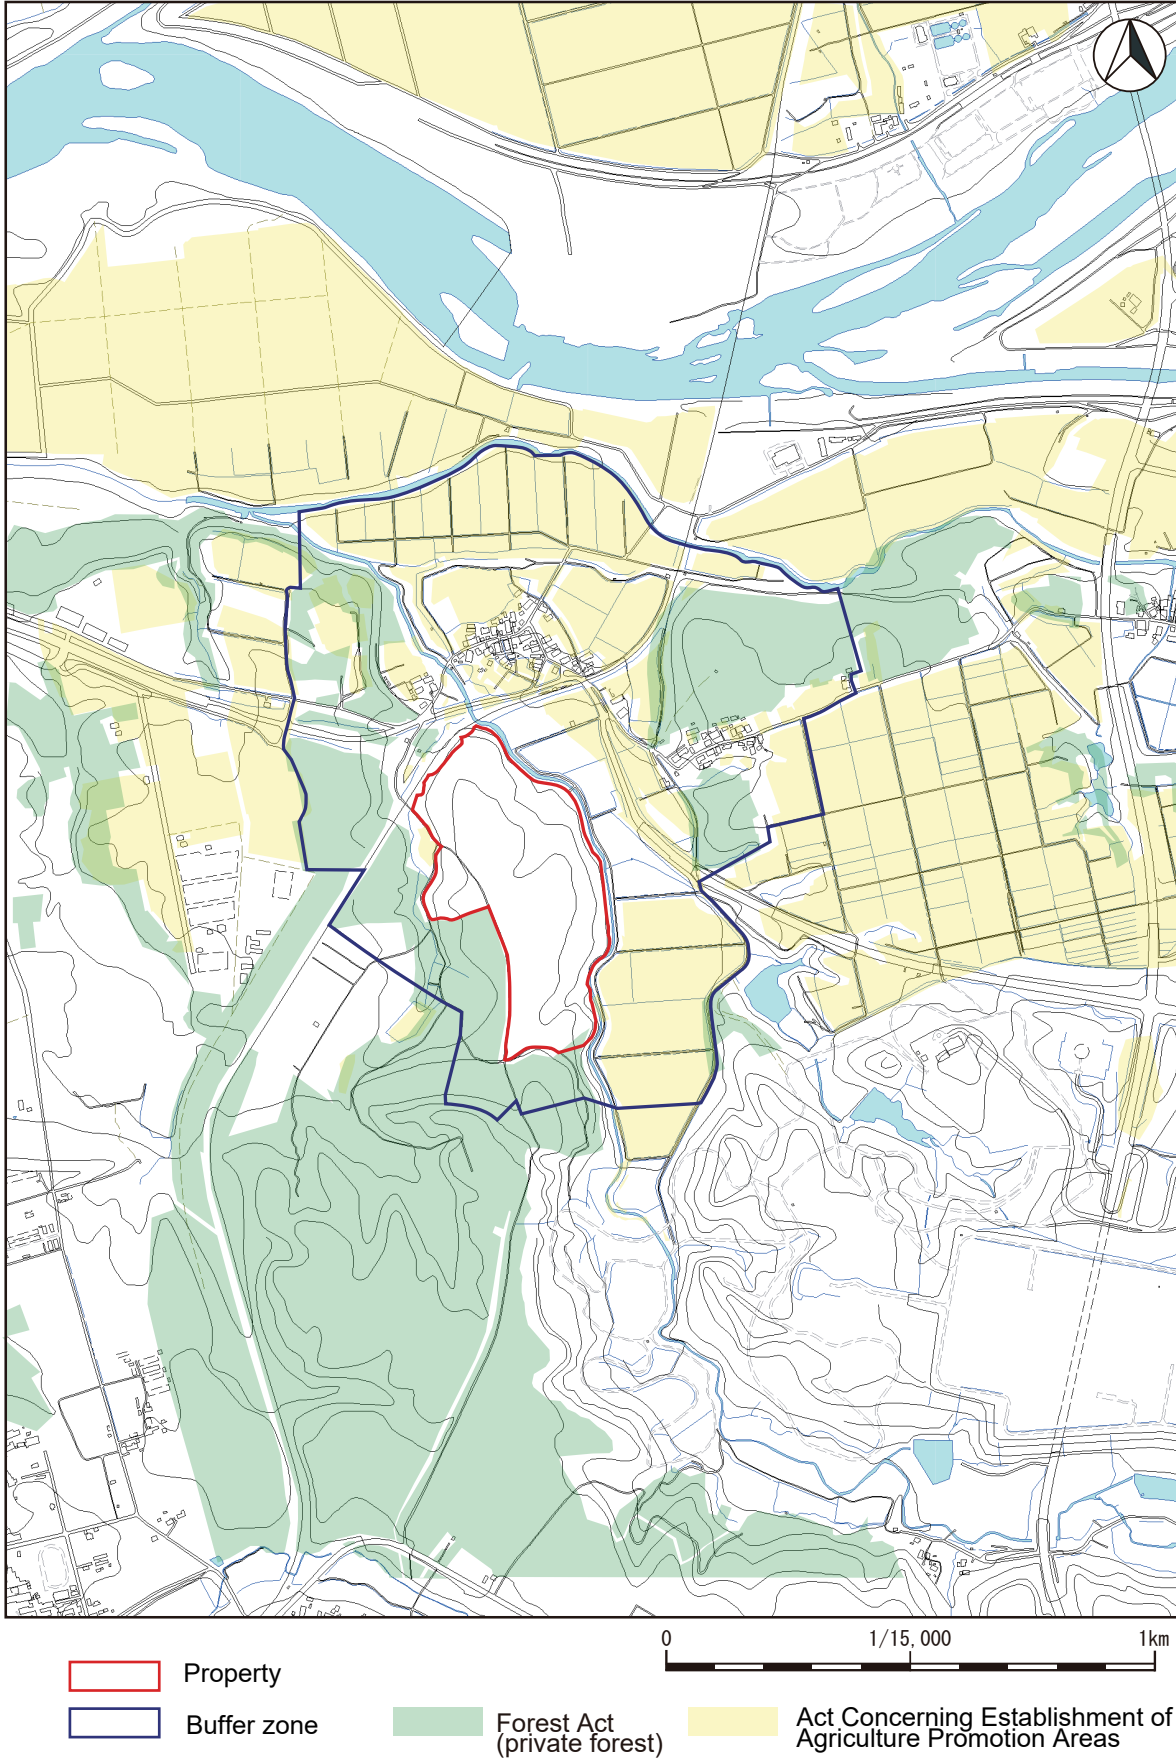 0 1/15,000 1km
Property
Buffer zone
Forest Act
(private forest)
Act Concerning Establishment of
Agriculture Promotion Areas